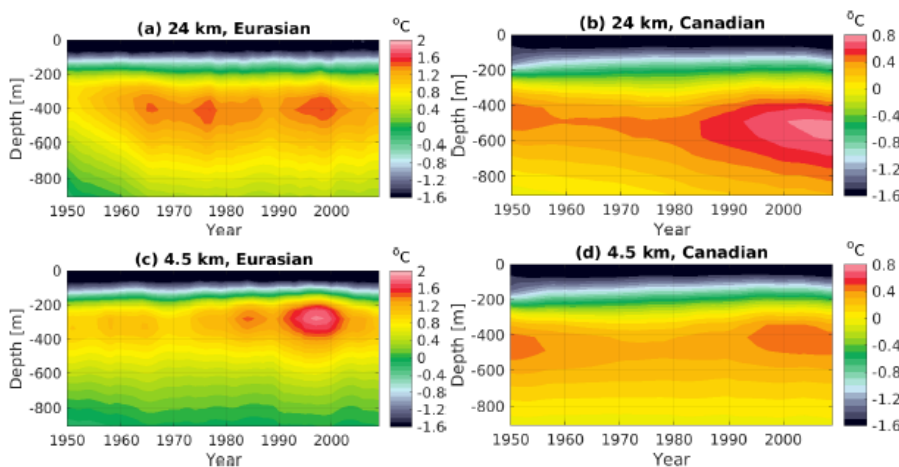 (a) 24 km, Eurasian
°C
0
-200
-400
-600
-800
Depth [m]
1950 1960 1970 1980 1990 2000
Year
2
1.6
1.2
0.8
0.4
0
-0.4
-0.8
-1.2
-1.6
(b) 24 km, Canadian
°C
0
-200
-400
-600
-800
Depth [m]
1950 1960 1970 1980 1990 2000
Year
0.8
0.4
0
-0.4
-0.8
-1.2
-1.6
(c) 4.5 km, Eurasian
°C
0
-200
-400
-600
-800
Depth [m]
1950 1960 1970 1980 1990 2000
Year
2
1.6
1.2
0.8
0.4
0
-0.4
-0.8
-1.2
-1.6
(d) 4.5 km, Canadian
°C
0
-200
-400
-600
-800
Depth [m]
1950 1960 1970 1980 1990 2000
Year
0.8
0.4
0
-0.4
-0.8
-1.2
-1.6